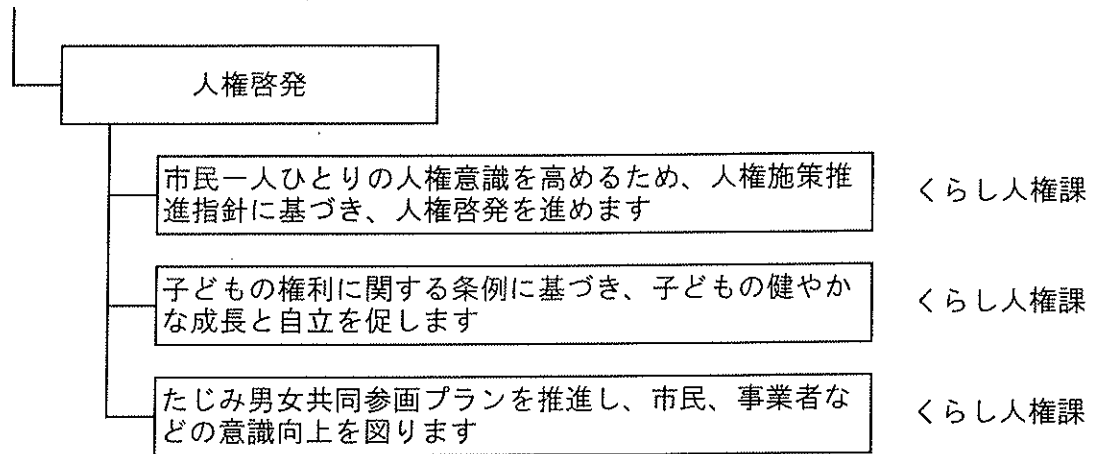 人権啓発
市民一人ひとりの人権意識を高めるため、人権施策推
進指針に基づき、人権啓発を進めます
くらし人権課
子どもの権利に関する条例に基づき、子どもの健やか
な成長と自立を促します
くらし人権課
たじみ男女共同参画プランを推進し、市民、事業者な
どの意識向上を図ります
くらし人権課